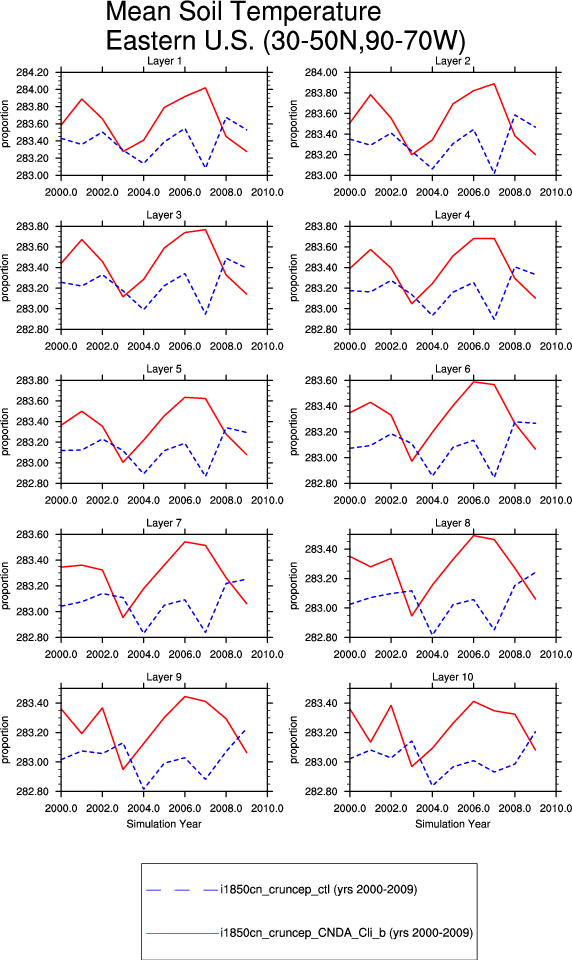 Mean Soil Temperature
Eastern U.S. (30-50N,90-70W)
Layer 1
proportion
284.20
284.00
283.80
283.60
283.40
283.20
283.00
2000.0 2002.0 2004.0 2006.0 2008.0 2010.0
Layer 2
proportion
284.00
283.80
283.60
283.40
283.20
283.00
2000.0 2002.0 2004.0 2006.0 2008.0 2010.0
Layer 3
proportion
283.80
283.60
283.40
283.20
283.00
282.80
2000.0 2002.0 2004.0 2006.0 2008.0 2010.0
Layer 4
proportion
283.80
283.60
283.40
283.20
283.00
282.80
2000.0 2002.0 2004.0 2006.0 2008.0 2010.0
Layer 5
proportion
283.80
283.60
283.40
283.20
283.00
282.80
2000.0 2002.0 2004.0 2006.0 2008.0 2010.0
Layer 6
proportion
283.60
283.40
283.20
283.00
282.80
2000.0 2002.0 2004.0 2006.0 2008.0 2010.0
Layer 7
proportion
283.60
283.40
283.20
283.00
282.80
2000.0 2002.0 2004.0 2006.0 2008.0 2010.0
Layer 8
proportion
283.40
283.20
283.00
282.80
2000.0 2002.0 2004.0 2006.0 2008.0 2010.0
Layer 9
proportion
283.40
283.20
283.00
282.80
2000.0 2002.0 2004.0 2006.0 2008.0 2010.0
Simulation Year
Layer 10
proportion
283.40
283.20
283.00
282.80
2000.0 2002.0 2004.0 2006.0 2008.0 2010.0
Simulation Year
i1850cn_cruncep_ctl (yrs 2000-2009)
i1850cn_cruncep_CNDA_Cli_b (yrs 2000-2009)